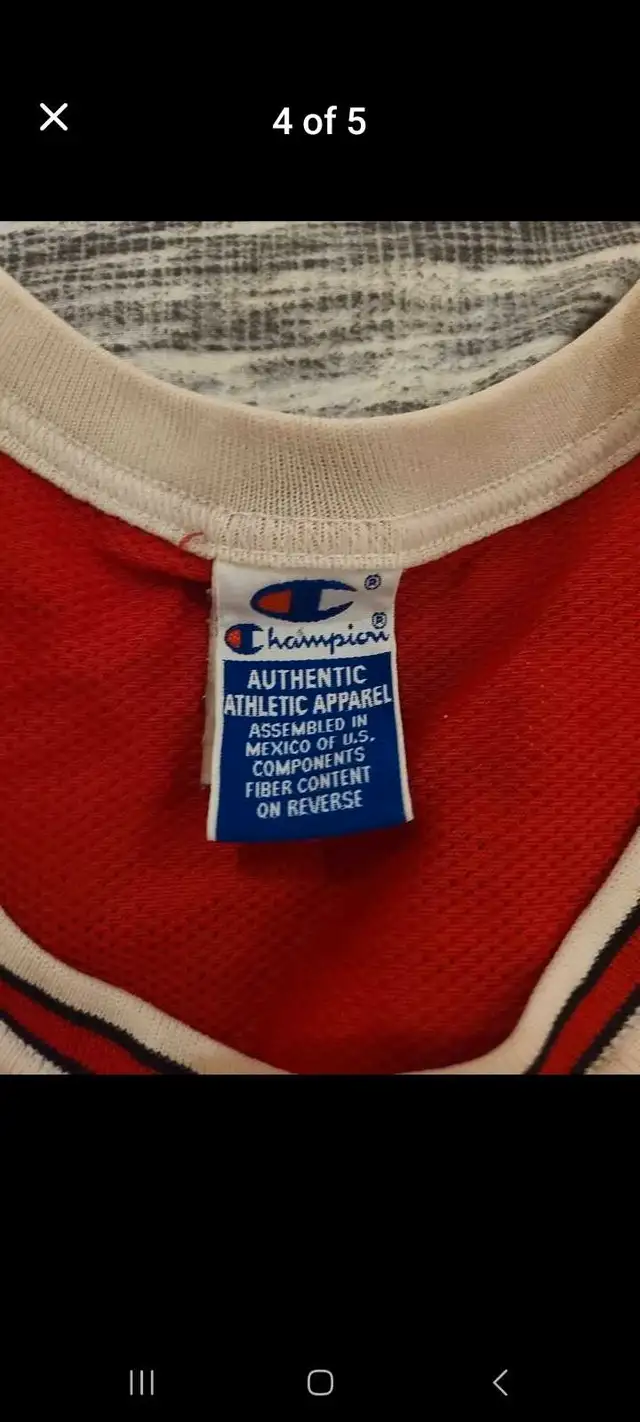 4 of 5
®
Champion®
AUTHENTIC
ATHLETIC APPAREL
ASSEMBLED IN
MEXICO OF U.S.
COMPONENTS
FIBER CONTENT
ON REVERSE